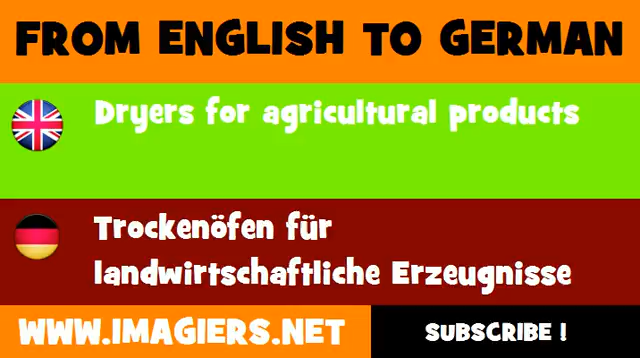 FROM ENGLISH TO GERMAN
Dryers for agricultural products
Trockenöfen für
landwirtschaftliche Erzeugnisse
WWW.IMAGIERS.NET
SUBSCRIBE !